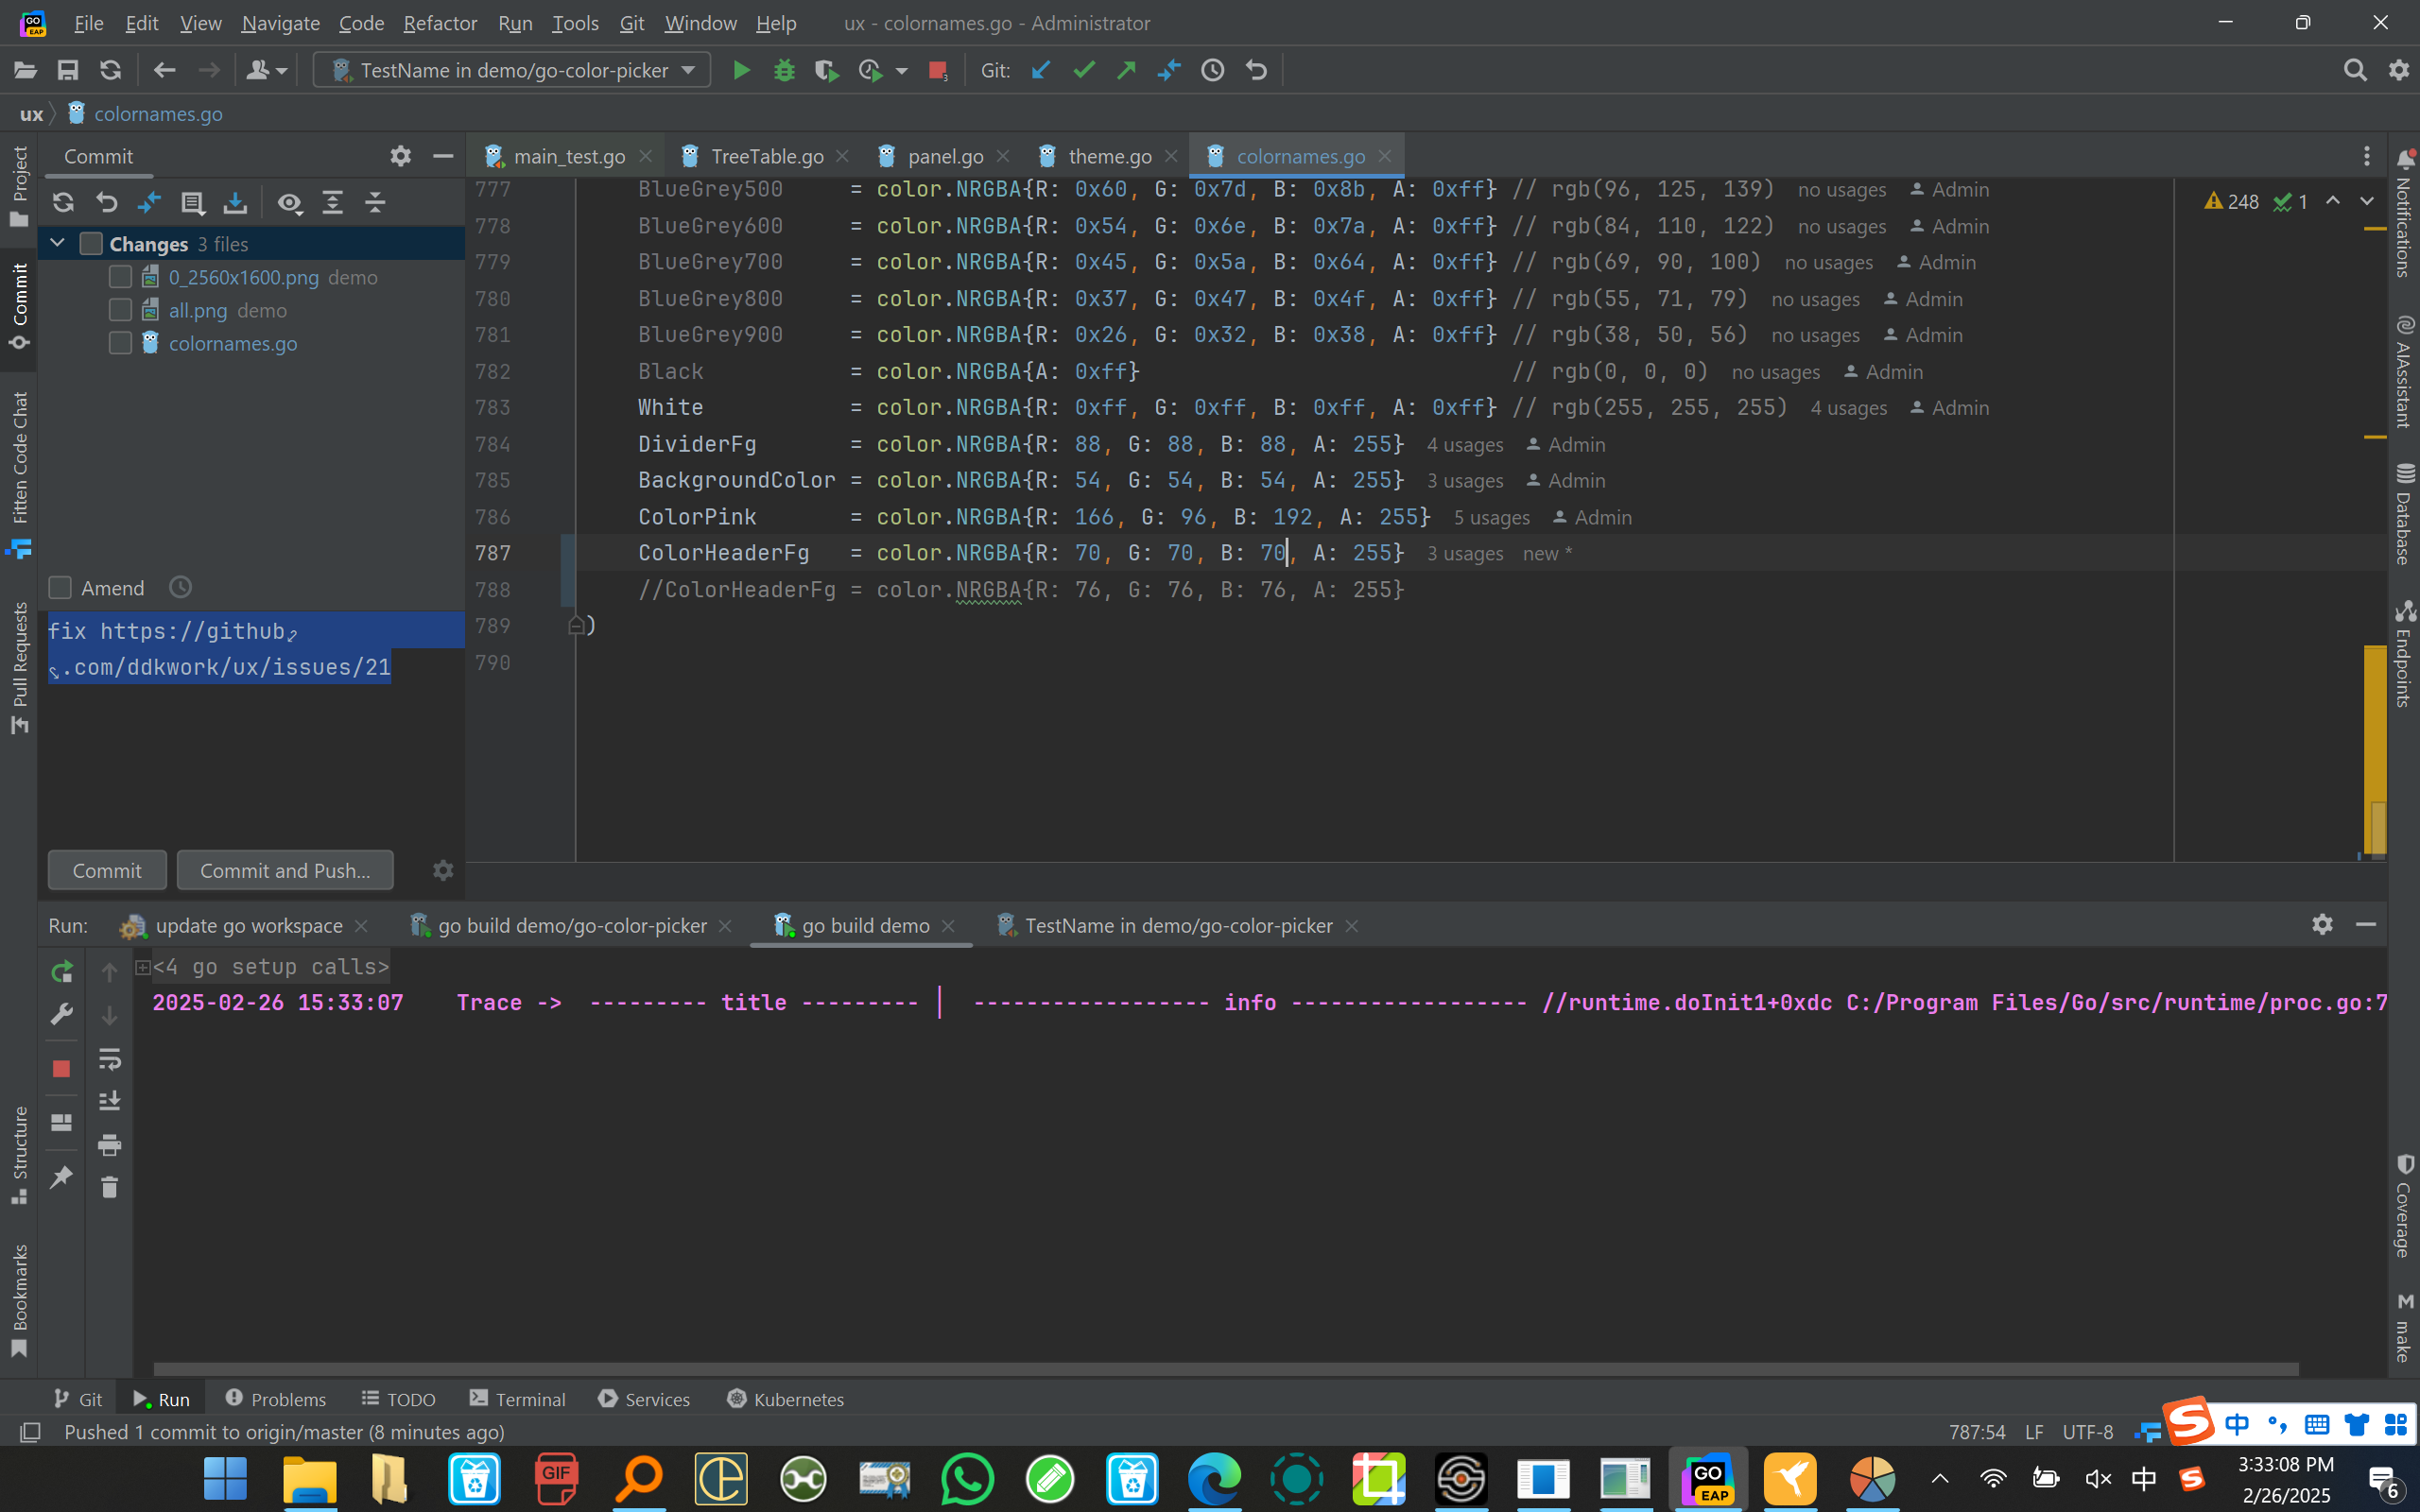 File Edit View Navigate Code Refactor Run Tools Git Window Help ux - colornames.go - Administrator
TestName in demo/go-color-picker Git:
ux colornames.go
Project
Commit
Fitten Code Chat
Pull Requests
Structure
Bookmarks
Commit
Changes 3 files
0_2560x1600.png demo
all.png demo
colornames.go
Amend
fix https://github
.com/ddkwork/ux/issues/21
Commit Commit and Push...
main_test.go TreeTable.go panel.go theme.go colornames.go
248 1
777 BlueGrey500 = color.NRGBA{R: 0x60, G: 0x7d, B: 0x8b, A: 0xff} // rgb(96, 125, 139) no usages Admin
778 BlueGrey600 = color.NRGBA{R: 0x54, G: 0x6e, B: 0x7a, A: 0xff} // rgb(84, 110, 122) no usages Admin
779 BlueGrey700 = color.NRGBA{R: 0x45, G: 0x5a, B: 0x64, A: 0xff} // rgb(69, 90, 100) no usages Admin
780 BlueGrey800 = color.NRGBA{R: 0x37, G: 0x47, B: 0x4f, A: 0xff} // rgb(55, 71, 79) no usages Admin
781 BlueGrey900 = color.NRGBA{R: 0x26, G: 0x32, B: 0x38, A: 0xff} // rgb(38, 50, 56) no usages Admin
782 Black = color.NRGBA{A: 0xff} // rgb(0, 0, 0) no usages Admin
783 White = color.NRGBA{R: 0xff, G: 0xff, B: 0xff, A: 0xff} // rgb(255, 255, 255) 4 usages Admin
784 DividerFg = color.NRGBA{R: 88, G: 88, B: 88, A: 255} 4 usages Admin
785 BackgroundColor = color.NRGBA{R: 54, G: 54, B: 54, A: 255} 3 usages Admin
786 ColorPink = color.NRGBA{R: 166, G: 96, B: 192, A: 255} 5 usages Admin
787 ColorHeaderFg = color.NRGBA{R: 70, G: 70, B: 70, A: 255} 3 usages new *
788 //ColorHeaderFg = color.NRGBA{R: 76, G: 76, B: 76, A: 255}
789 )
790
Notifications
AIAssistant
Database
Endpoints
Coverage
make
Run: update go workspace go build demo/go-color-picker go build demo TestName in demo/go-color-picker
<4 go setup calls>
2025-02-26 15:33:07 Trace -> --------- title --------- │ ------------------ info ------------------ //runtime.doInit1+0xdc C:/Program Files/Go/src/runtime/proc.go:7
Git Run Problems TODO Terminal Services Kubernetes
Pushed 1 commit to origin/master (8 minutes ago) 787:54 LF UTF-8 中
GIF GO EAP 中 3:33:08 PM
2/26/2025 6